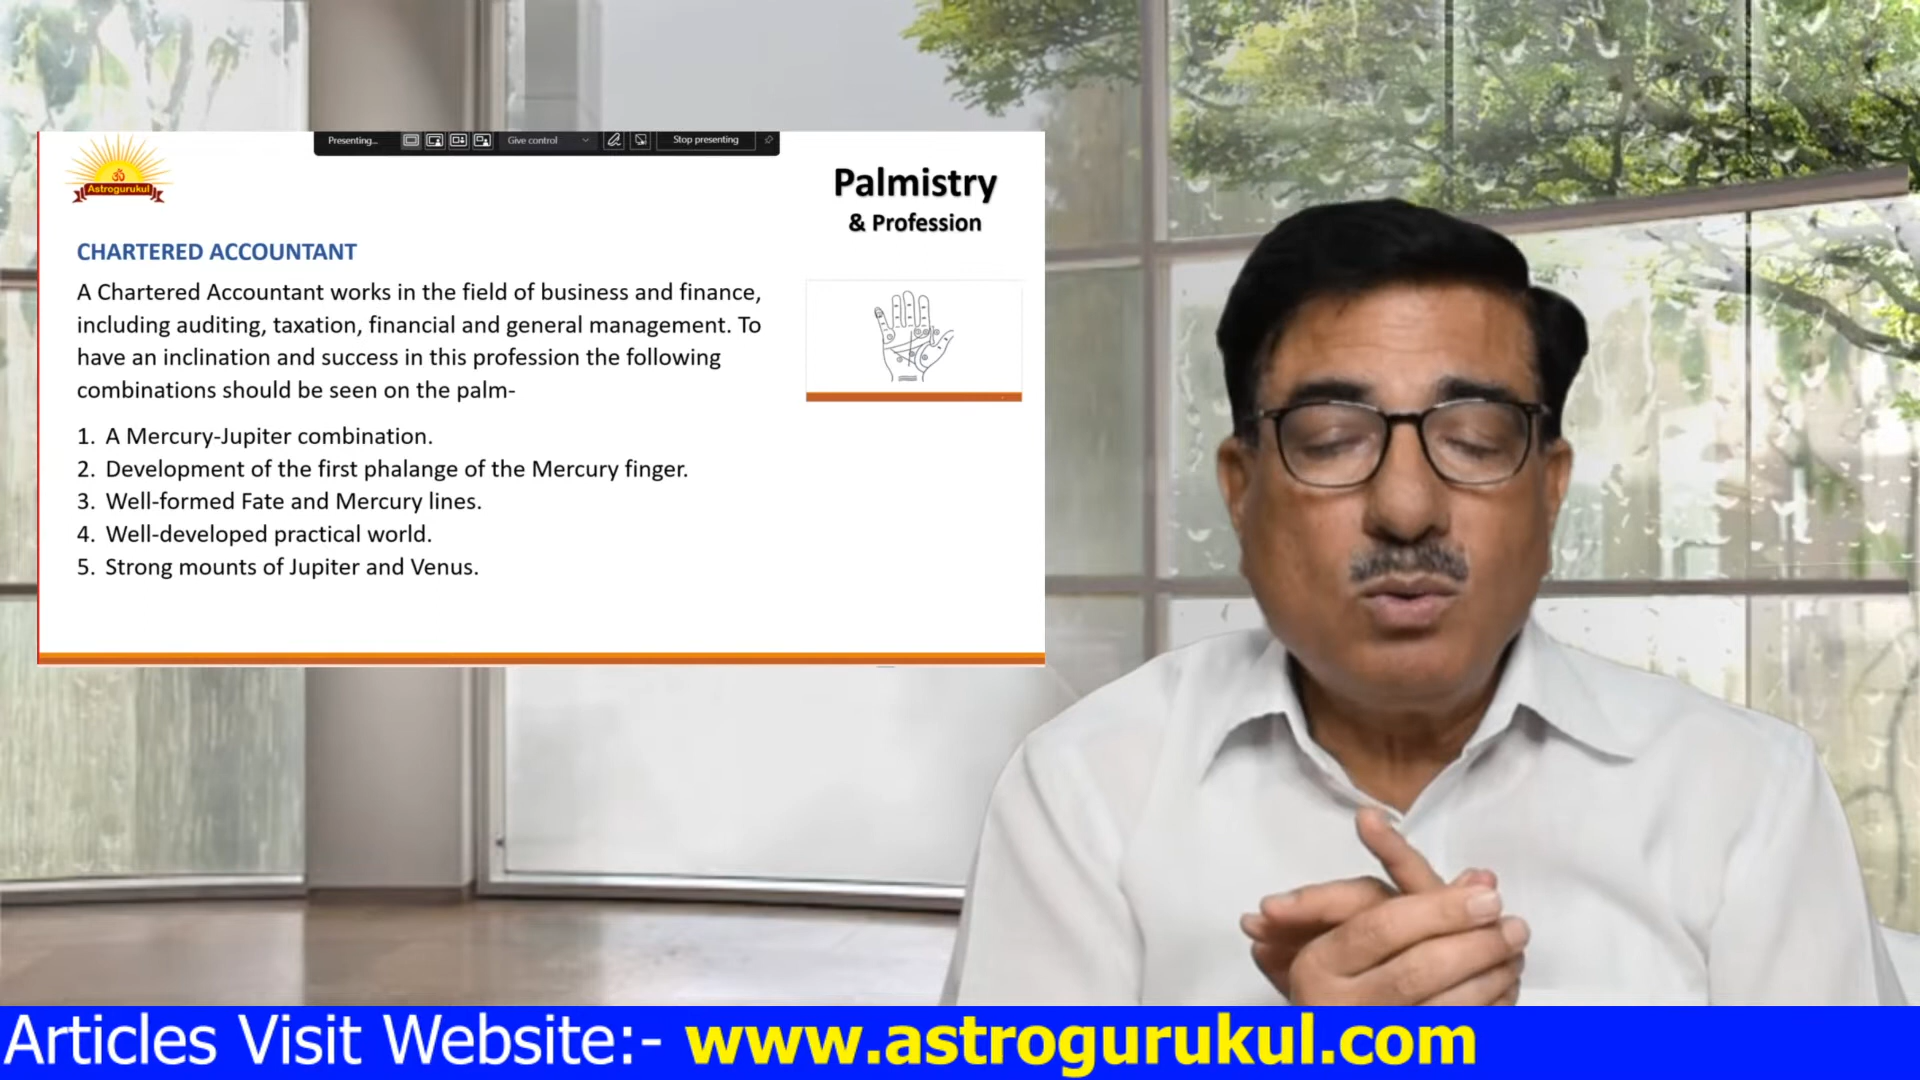 Presenting...
Give control
Stop presenting
ॐ
Astrogurukul
Palmistry
& Profession
CHARTERED ACCOUNTANT
A Chartered Accountant works in the field of business and finance,
including auditing, taxation, financial and general management. To
have an inclination and success in this profession the following
combinations should be seen on the palm-
1. A Mercury-Jupiter combination.
2. Development of the first phalange of the Mercury finger.
3. Well-formed Fate and Mercury lines.
4. Well-developed practical world.
5. Strong mounts of Jupiter and Venus.
Articles Visit Website:- www.astrogurukul.com